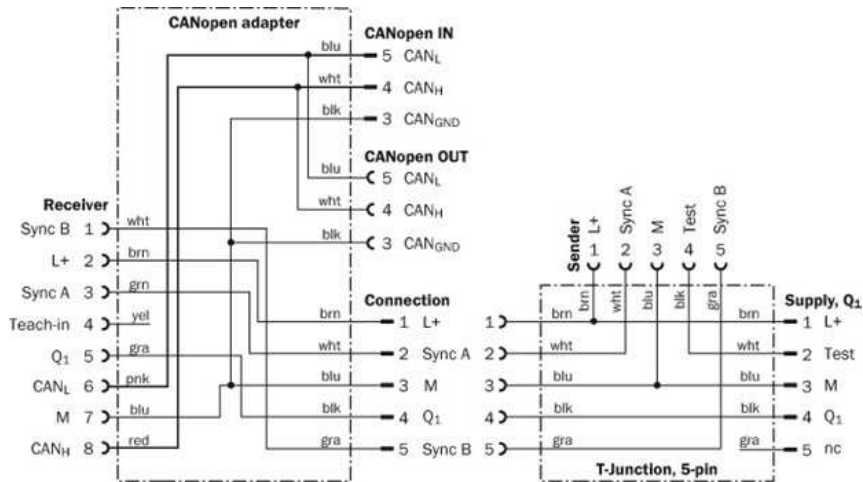 CANopen adapter
CANopen IN
blu 5 CANL
wht 4 CANH
blk 3 CANGND
CANopen OUT
blu 5 CANL
wht 4 CANH
blk 3 CANGND
Receiver
Sync B 1 wht
L+ 2 brn
Sync A 3 grn
Teach-in 4 yel
Q1 5 gra
CANL 6 pnk
M 7 blu
CANH 8 red
Connection
brn 1 L+
wht 2 Sync A
blu 3 M
blk 4 Q1
gra 5 Sync B
Sender
L+ Sync A M Test Sync B
1 2 3 4 5
brn wht blu blk gra
Supply, Q1
1 brn brn 1 L+
2 wht wht 2 Test
3 blu blu 3 M
4 blk blk 4 Q1
5 gra gra 5 nc
T-Junction, 5-pin